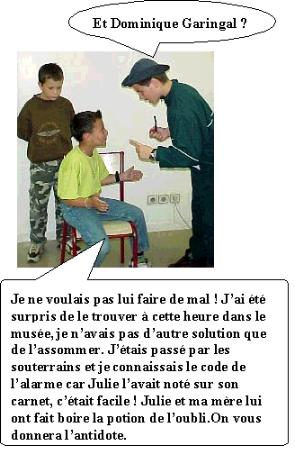 Et Dominique Garingal ?
Je ne voulais pas lui faire de mal ! J'ai été
surpris de le trouver à cette heure dans le
musée, je n'avais pas d'autre solution que
de l'assommer. J'étais passé par les
souterrains et je connaissais le code de
l'alarme car Julie l'avait noté sur son
carnet, c'était facile ! Julie et ma mère lui
ont fait boire la potion de l'oubli.On vous
donnera l'antidote.